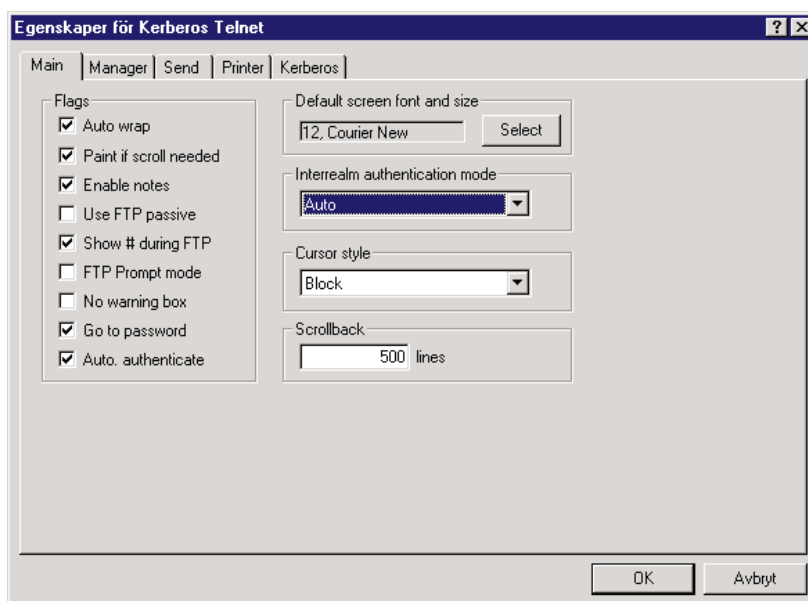 Egenskaper för Kerberos Telnet
Main Manager Send Printer Kerberos
Flags
Auto wrap
Paint if scroll needed
Enable notes
Use FTP passive
Show # during FTP
FTP Prompt mode
No warning box
Go to password
Auto. authenticate
Default screen font and size
12, Courier New Select
Interrealm authentication mode
Auto
Cursor style
Block
Scrollback
500 lines
OK Avbryt